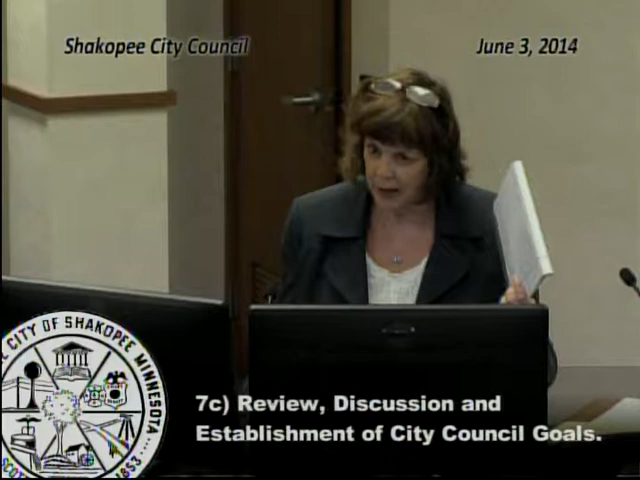 Shakopee City Council
June 3, 2014
CITY OF SHAKOPEE MINNESOTA
1853
7c) Review, Discussion and
Establishment of City Council Goals.